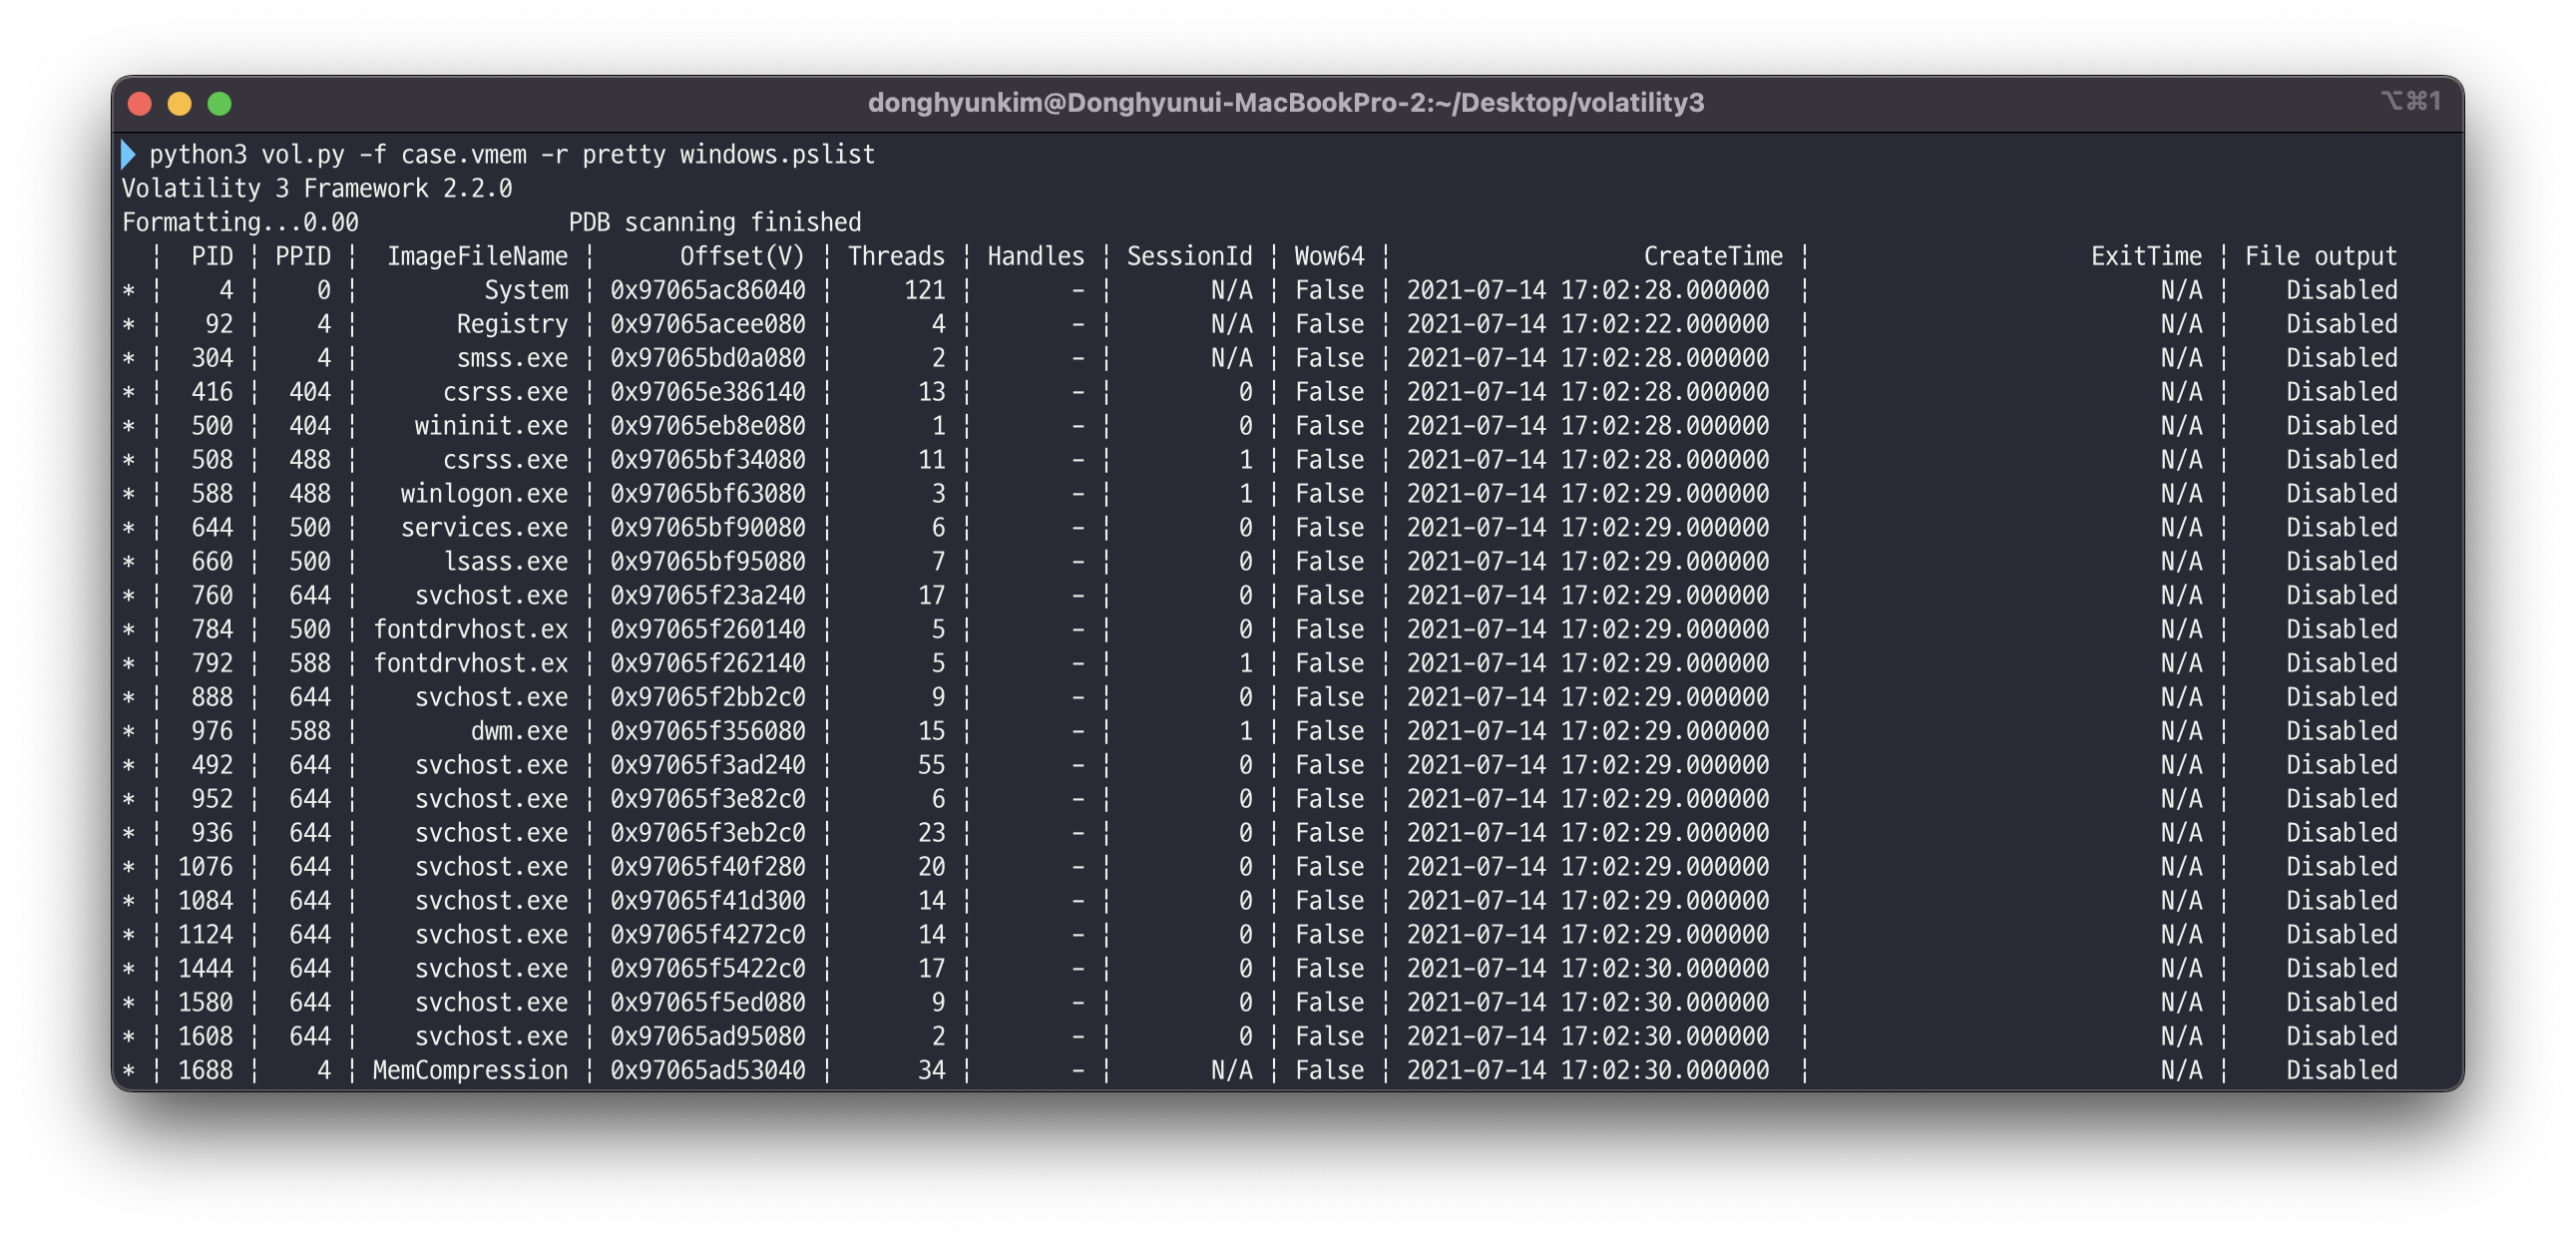 donghyunkim@Donghyunui-MacBookPro-2:~/Desktop/volatility3 ⌥⌘1
python3 vol.py -f case.vmem -r pretty windows.pslist
Volatility 3 Framework 2.2.0
Formatting...0.00 PDB scanning finished
¦ PID ¦ PPID ¦ ImageFileName ¦ Offset(V) ¦ Threads ¦ Handles ¦ SessionId ¦ Wow64 ¦ CreateTime ¦ ExitTime ¦ File output
* ¦ 4 ¦ 0 ¦ System ¦ 0x97065ac86040 ¦ 121 ¦ - ¦ N/A ¦ False ¦ 2021-07-14 17:02:28.000000 ¦ N/A ¦ Disabled
* ¦ 92 ¦ 4 ¦ Registry ¦ 0x97065acee080 ¦ 4 ¦ - ¦ N/A ¦ False ¦ 2021-07-14 17:02:22.000000 ¦ N/A ¦ Disabled
* ¦ 304 ¦ 4 ¦ smss.exe ¦ 0x97065bd0a080 ¦ 2 ¦ - ¦ N/A ¦ False ¦ 2021-07-14 17:02:28.000000 ¦ N/A ¦ Disabled
* ¦ 416 ¦ 404 ¦ csrss.exe ¦ 0x97065e386140 ¦ 13 ¦ - ¦ 0 ¦ False ¦ 2021-07-14 17:02:28.000000 ¦ N/A ¦ Disabled
* ¦ 500 ¦ 404 ¦ wininit.exe ¦ 0x97065eb8e080 ¦ 1 ¦ - ¦ 0 ¦ False ¦ 2021-07-14 17:02:28.000000 ¦ N/A ¦ Disabled
* ¦ 508 ¦ 488 ¦ csrss.exe ¦ 0x97065bf34080 ¦ 11 ¦ - ¦ 1 ¦ False ¦ 2021-07-14 17:02:28.000000 ¦ N/A ¦ Disabled
* ¦ 588 ¦ 488 ¦ winlogon.exe ¦ 0x97065bf63080 ¦ 3 ¦ - ¦ 1 ¦ False ¦ 2021-07-14 17:02:29.000000 ¦ N/A ¦ Disabled
* ¦ 644 ¦ 500 ¦ services.exe ¦ 0x97065bf90080 ¦ 6 ¦ - ¦ 0 ¦ False ¦ 2021-07-14 17:02:29.000000 ¦ N/A ¦ Disabled
* ¦ 660 ¦ 500 ¦ lsass.exe ¦ 0x97065bf95080 ¦ 7 ¦ - ¦ 0 ¦ False ¦ 2021-07-14 17:02:29.000000 ¦ N/A ¦ Disabled
* ¦ 760 ¦ 644 ¦ svchost.exe ¦ 0x97065f23a240 ¦ 17 ¦ - ¦ 0 ¦ False ¦ 2021-07-14 17:02:29.000000 ¦ N/A ¦ Disabled
* ¦ 784 ¦ 500 ¦ fontdrvhost.ex ¦ 0x97065f260140 ¦ 5 ¦ - ¦ 0 ¦ False ¦ 2021-07-14 17:02:29.000000 ¦ N/A ¦ Disabled
* ¦ 792 ¦ 588 ¦ fontdrvhost.ex ¦ 0x97065f262140 ¦ 5 ¦ - ¦ 1 ¦ False ¦ 2021-07-14 17:02:29.000000 ¦ N/A ¦ Disabled
* ¦ 888 ¦ 644 ¦ svchost.exe ¦ 0x97065f2bb2c0 ¦ 9 ¦ - ¦ 0 ¦ False ¦ 2021-07-14 17:02:29.000000 ¦ N/A ¦ Disabled
* ¦ 976 ¦ 588 ¦ dwm.exe ¦ 0x97065f356080 ¦ 15 ¦ - ¦ 1 ¦ False ¦ 2021-07-14 17:02:29.000000 ¦ N/A ¦ Disabled
* ¦ 492 ¦ 644 ¦ svchost.exe ¦ 0x97065f3ad240 ¦ 55 ¦ - ¦ 0 ¦ False ¦ 2021-07-14 17:02:29.000000 ¦ N/A ¦ Disabled
* ¦ 952 ¦ 644 ¦ svchost.exe ¦ 0x97065f3e82c0 ¦ 6 ¦ - ¦ 0 ¦ False ¦ 2021-07-14 17:02:29.000000 ¦ N/A ¦ Disabled
* ¦ 936 ¦ 644 ¦ svchost.exe ¦ 0x97065f3eb2c0 ¦ 23 ¦ - ¦ 0 ¦ False ¦ 2021-07-14 17:02:29.000000 ¦ N/A ¦ Disabled
* ¦ 1076 ¦ 644 ¦ svchost.exe ¦ 0x97065f40f280 ¦ 20 ¦ - ¦ 0 ¦ False ¦ 2021-07-14 17:02:29.000000 ¦ N/A ¦ Disabled
* ¦ 1084 ¦ 644 ¦ svchost.exe ¦ 0x97065f41d300 ¦ 14 ¦ - ¦ 0 ¦ False ¦ 2021-07-14 17:02:29.000000 ¦ N/A ¦ Disabled
* ¦ 1124 ¦ 644 ¦ svchost.exe ¦ 0x97065f4272c0 ¦ 14 ¦ - ¦ 0 ¦ False ¦ 2021-07-14 17:02:29.000000 ¦ N/A ¦ Disabled
* ¦ 1444 ¦ 644 ¦ svchost.exe ¦ 0x97065f5422c0 ¦ 17 ¦ - ¦ 0 ¦ False ¦ 2021-07-14 17:02:30.000000 ¦ N/A ¦ Disabled
* ¦ 1580 ¦ 644 ¦ svchost.exe ¦ 0x97065f5ed080 ¦ 9 ¦ - ¦ 0 ¦ False ¦ 2021-07-14 17:02:30.000000 ¦ N/A ¦ Disabled
* ¦ 1608 ¦ 644 ¦ svchost.exe ¦ 0x97065ad95080 ¦ 2 ¦ - ¦ 0 ¦ False ¦ 2021-07-14 17:02:30.000000 ¦ N/A ¦ Disabled
* ¦ 1688 ¦ 4 ¦ MemCompression ¦ 0x97065ad53040 ¦ 34 ¦ - ¦ N/A ¦ False ¦ 2021-07-14 17:02:30.000000 ¦ N/A ¦ Disabled